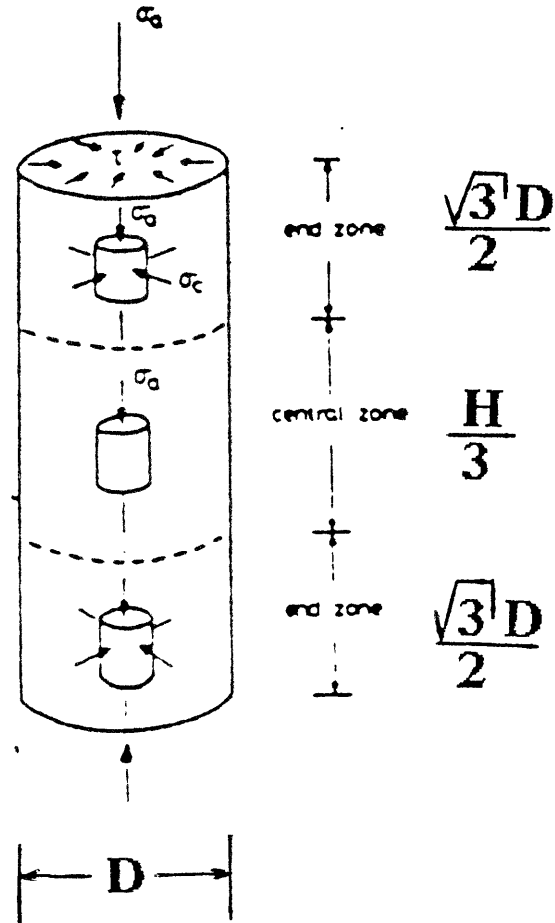 σa
τ
σa
σc
end zone
√3 D
2
σa
central zone
H
3
end zone
√3 D
2
D